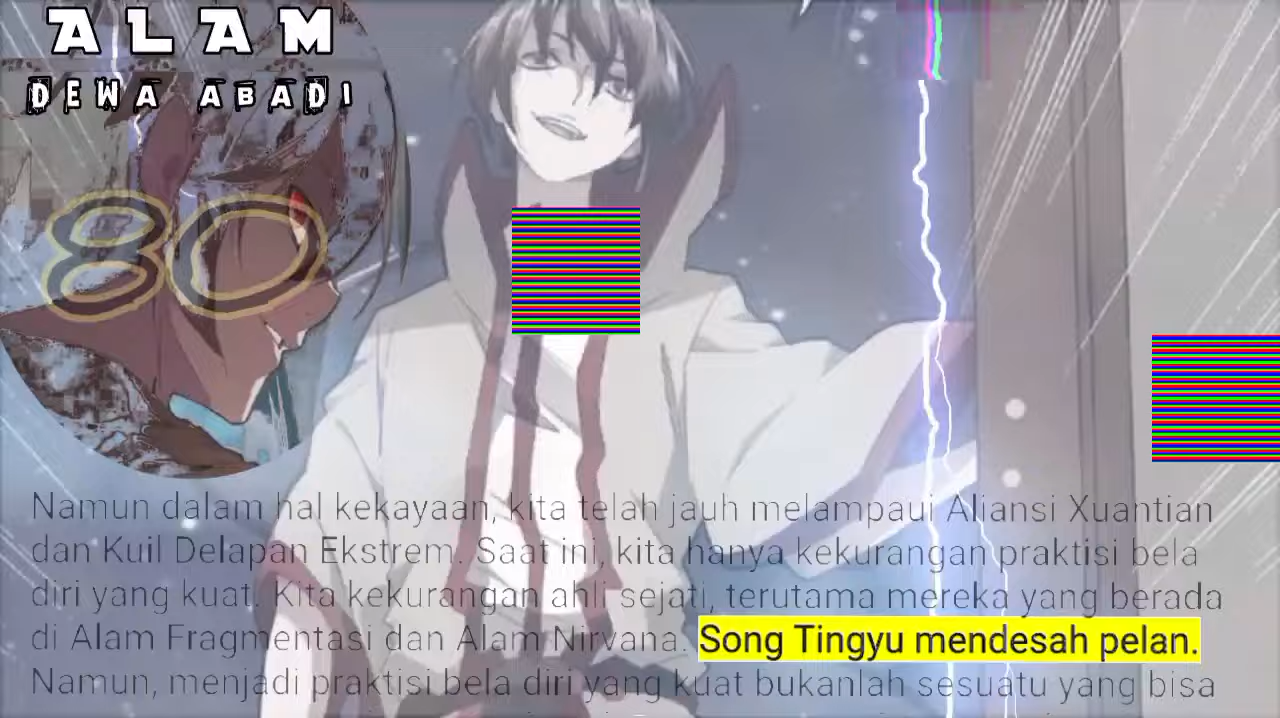 ALAM
DEWA ABADI
80
Namun dalam hal kekayaan, kita telah jauh melampaui Aliansi Xuantian
dan Kuil Delapan Ekstrem. Saat ini, kita hanya kekurangan praktisi bela
diri yang kuat. Kita kekurangan ahli sejati, terutama mereka yang berada
di Alam Fragmentasi dan Alam Nirvana. Song Tingyu mendesah pelan.
Namun, menjadi praktisi bela diri yang kuat bukanlah sesuatu yang bisa